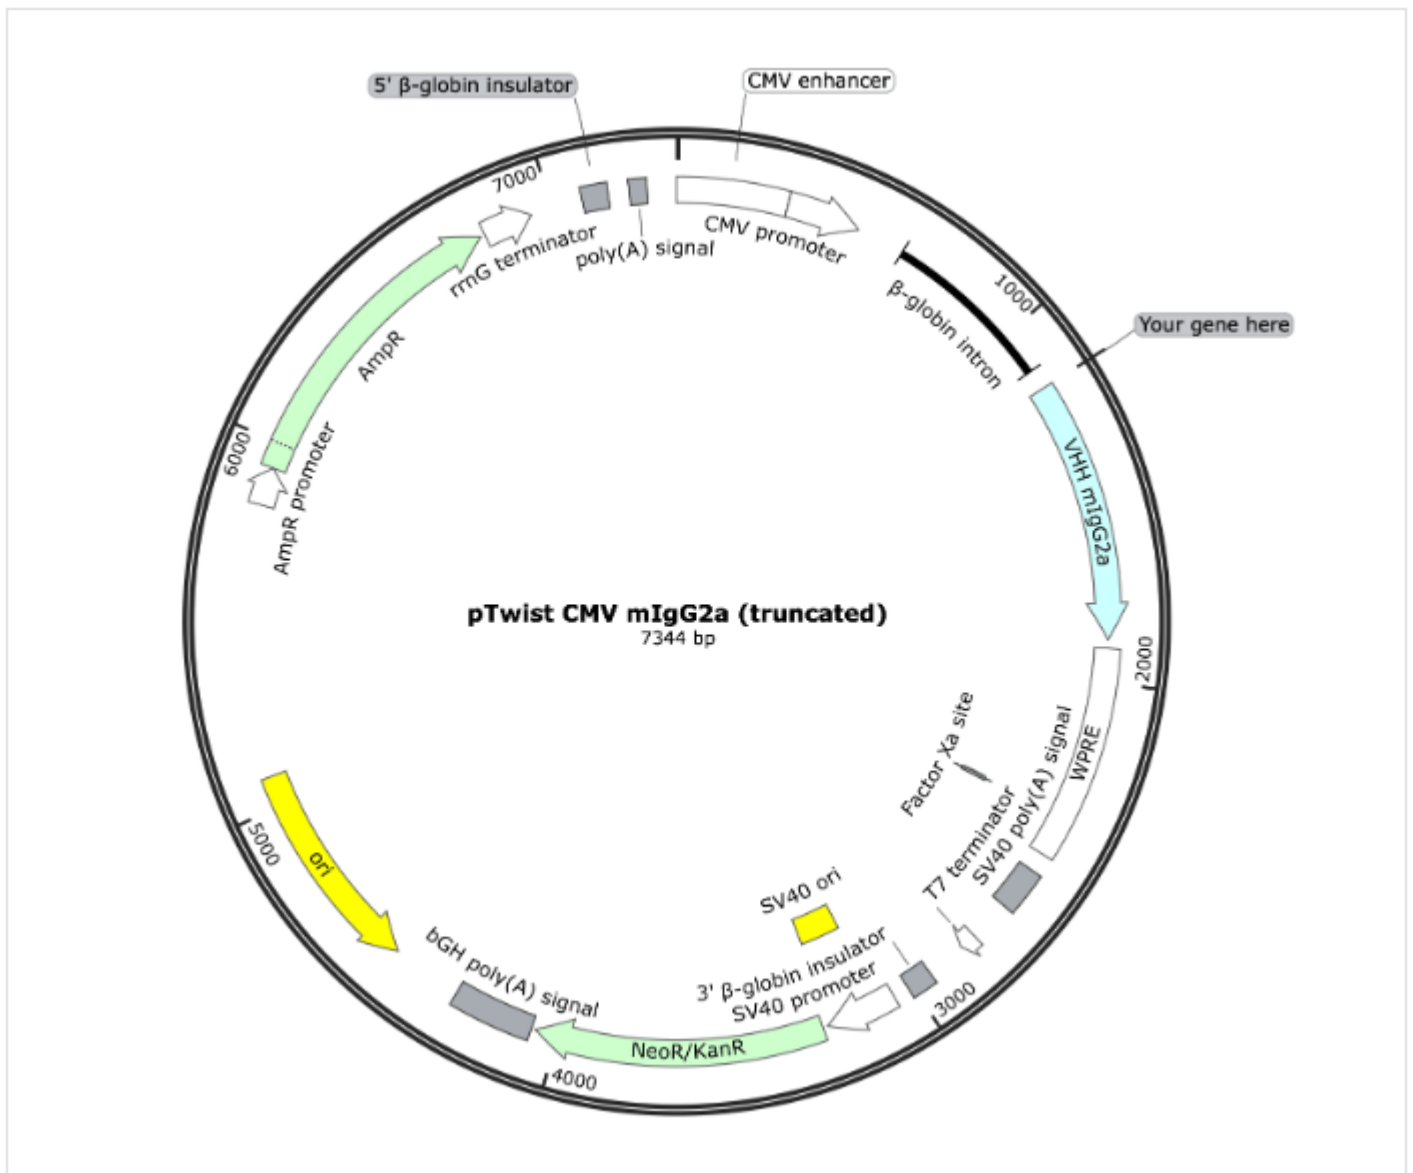 5' β-globin insulator
CMV enhancer
7000
rrnG terminator
poly(A) signal
CMV promoter
β-globin intron
1000
Your gene here
AmpR
6000
AmpR promoter
VHH mIgG2a
pTwist CMV mIgG2a (truncated)
7344 bp
2000
WPRE
Factor Xa site
SV40 poly(A) signal
T7 terminator
5000
ori
SV40 ori
3' β-globin insulator
SV40 promoter
3000
bGH poly(A) signal
NeoR/KanR
4000